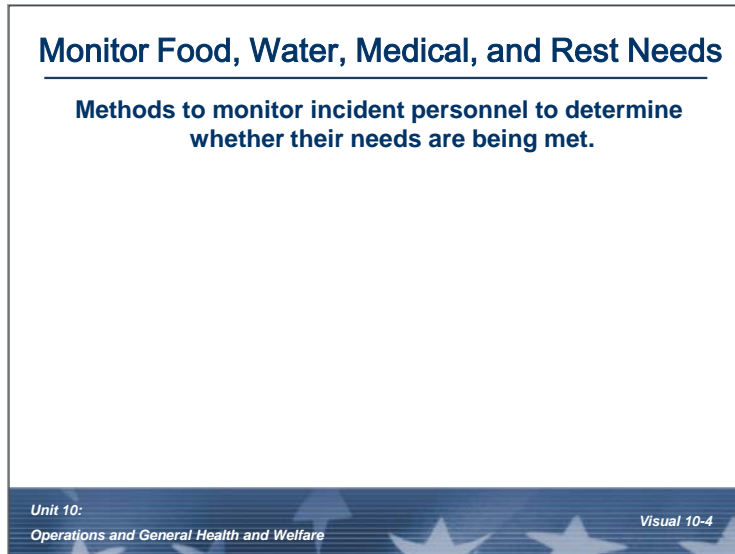 Monitor Food, Water, Medical, and Rest Needs
Methods to monitor incident personnel to determine
whether their needs are being met.
Unit 10:
Operations and General Health and Welfare
Visual 10-4